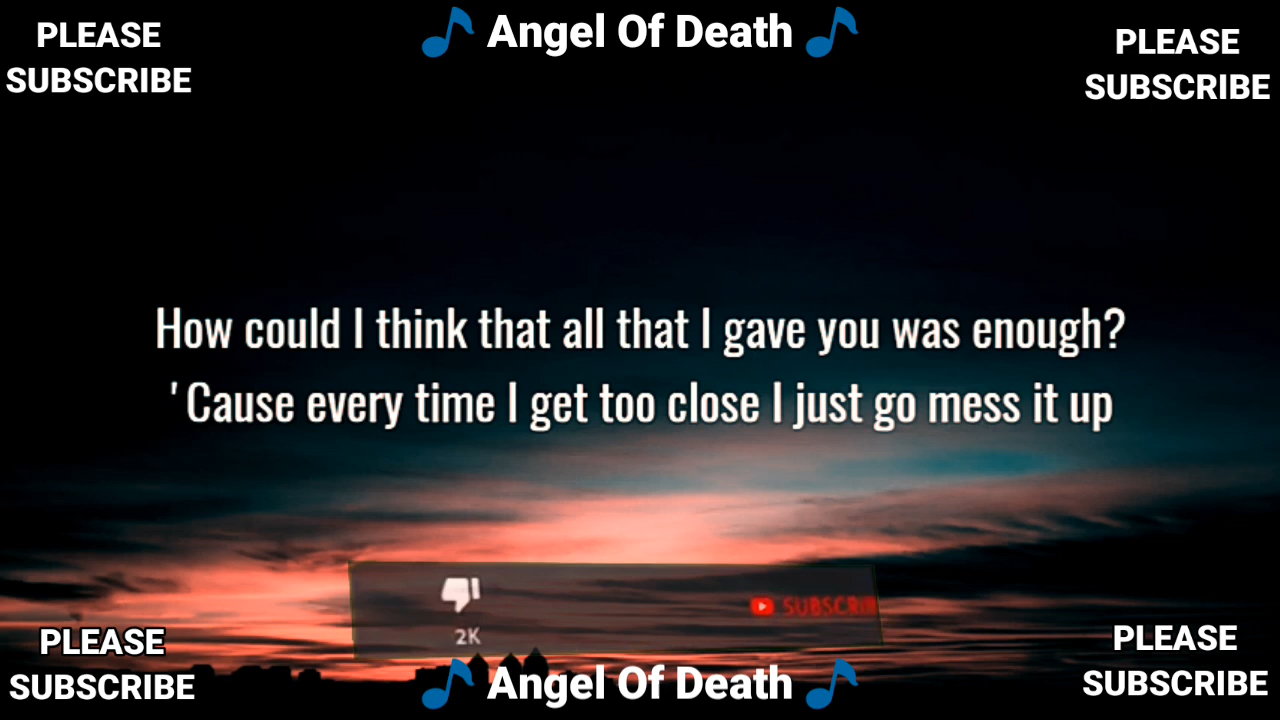 PLEASE
SUBSCRIBE
🎵 Angel Of Death 🎵
PLEASE
SUBSCRIBE
How could I think that all that I gave you was enough?
'Cause every time I get too close I just go mess it up
2K
SUBSCRI
PLEASE
SUBSCRIBE
🎵 Angel Of Death 🎵
PLEASE
SUBSCRIBE